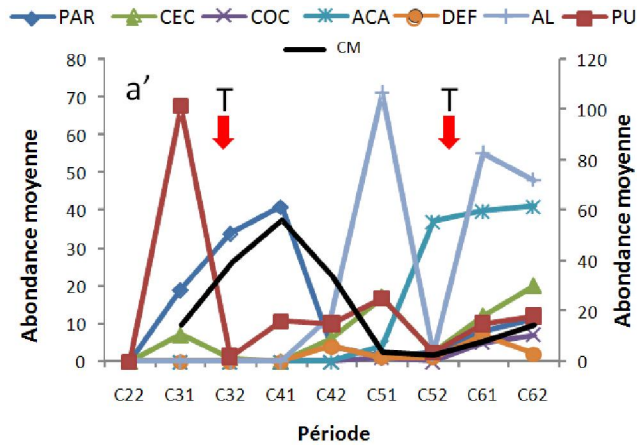 PAR CEC COC ACA DEF AL PU
CM
a’
T T
Abondance moyenne
80
70
60
50
40
30
20
10
0
120
100
80
60
40
20
0
Abondance moyenne
C22 C31 C32 C41 C42 C51 C52 C61 C62
Période